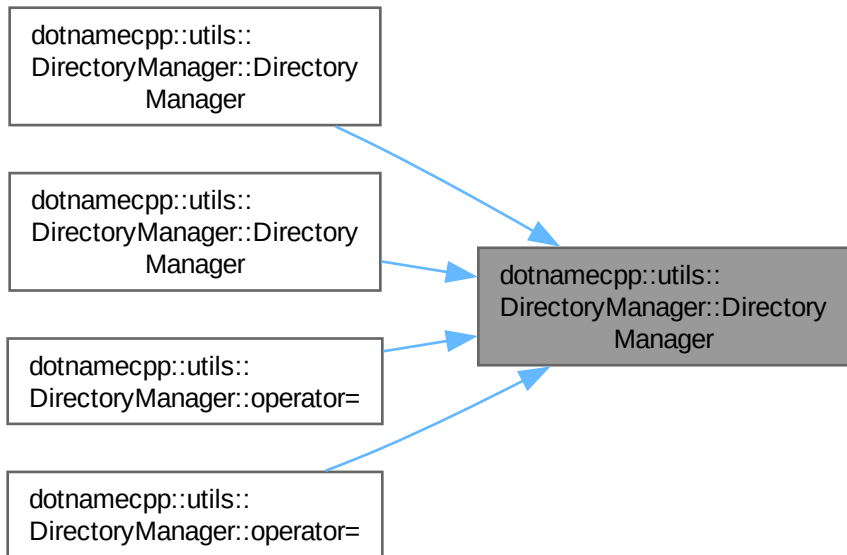 dotnamecpp::utils::
DirectoryManager::Directory
Manager
dotnamecpp::utils::
DirectoryManager::Directory
Manager
dotnamecpp::utils::
DirectoryManager::operator=
dotnamecpp::utils::
DirectoryManager::operator=
dotnamecpp::utils::
DirectoryManager::Directory
Manager